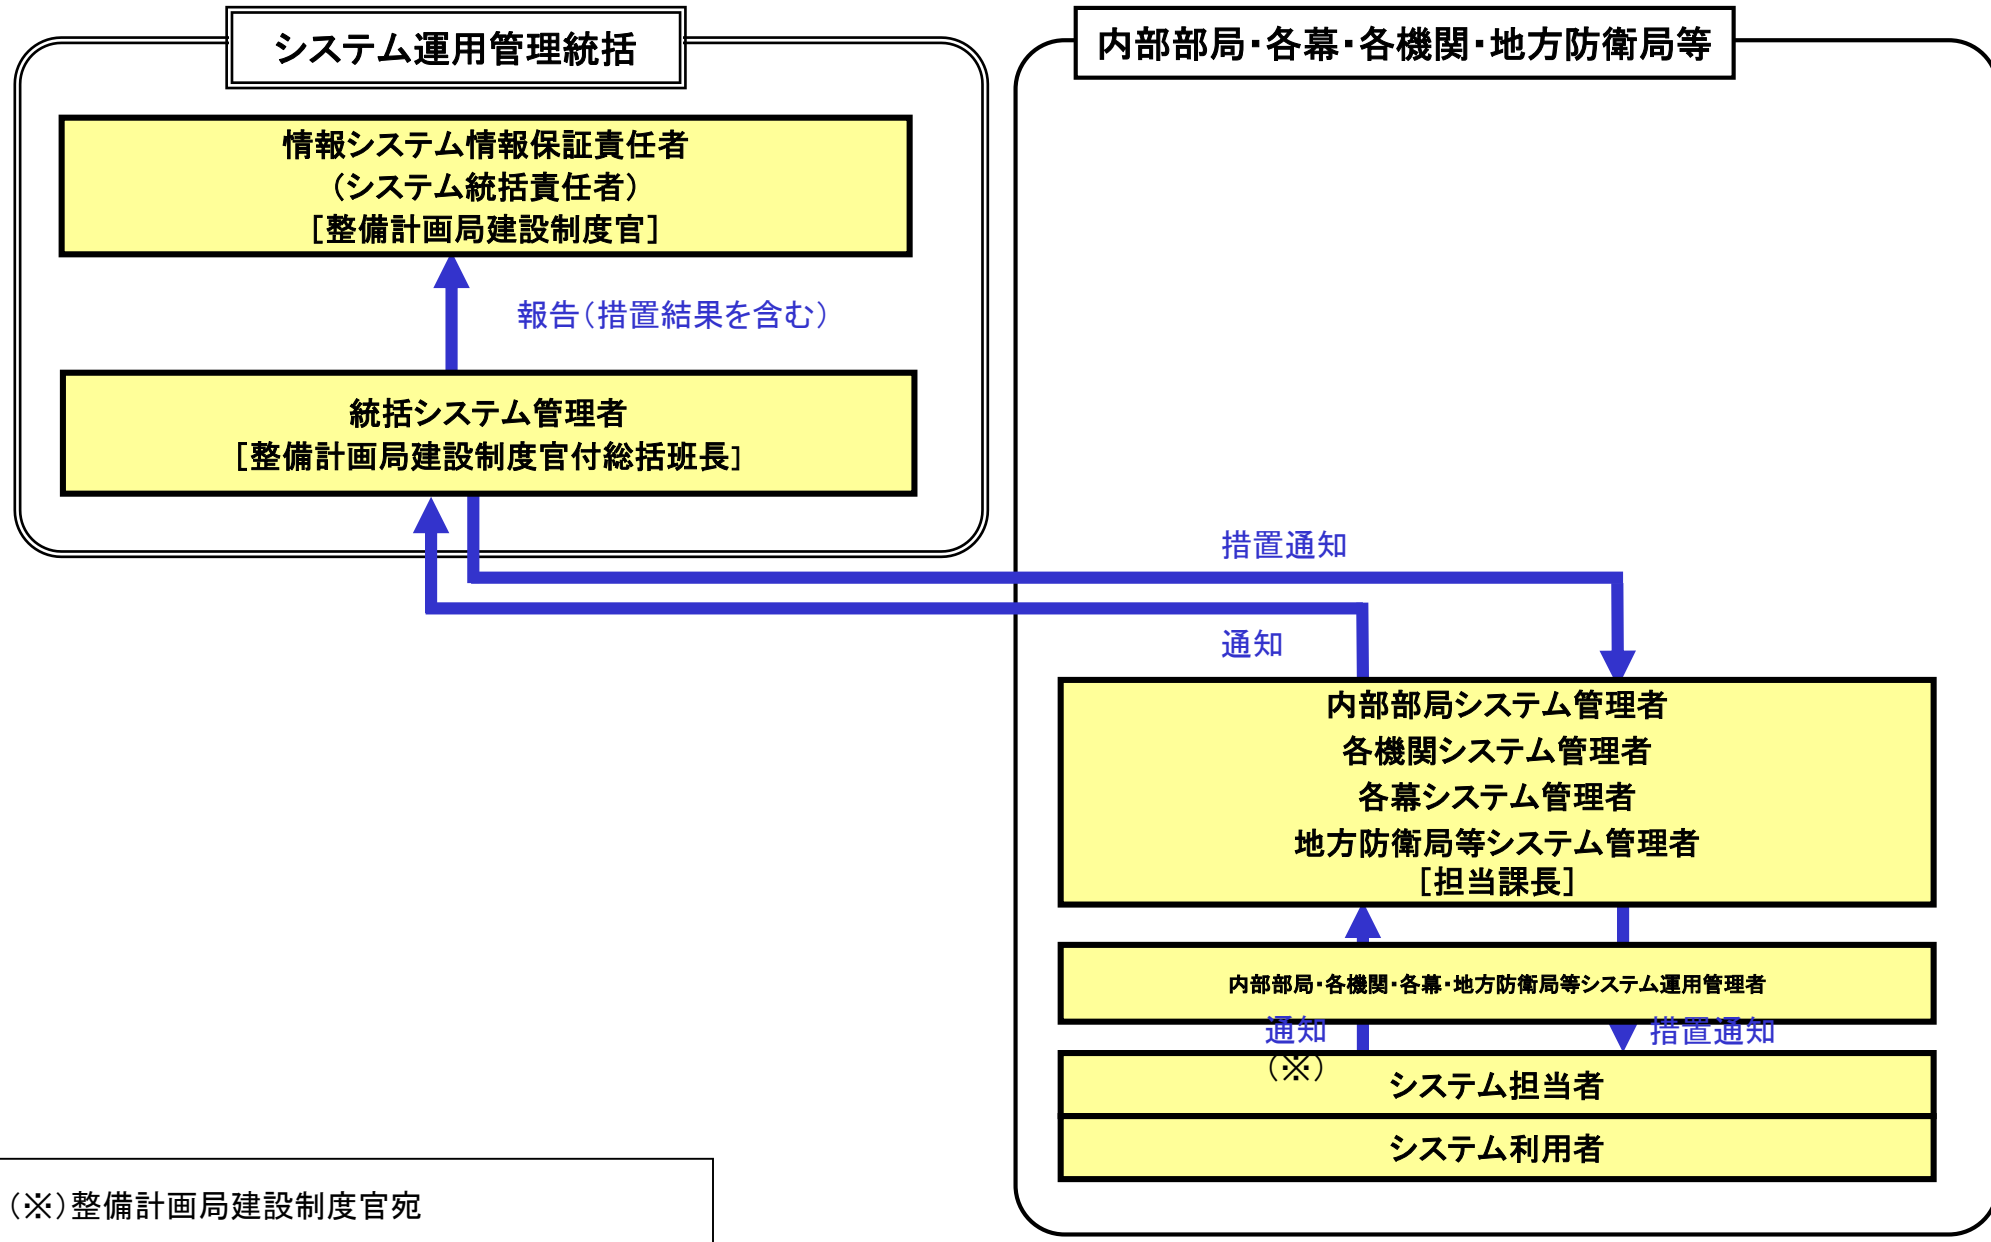 システム運用管理統括
情報システム情報保証責任者
（システム統括責任者）
［整備計画局建設制度官］
報告（措置結果を含む）
統括システム管理者
［整備計画局建設制度官付総括班長］
内部部局・各幕・各機関・地方防衛局等
措置通知
通知
内部部局システム管理者
各機関システム管理者
各幕システム管理者
地方防衛局等システム管理者
［担当課長］
内部部局・各機関・各幕・地方防衛局等システム運用管理者
通知
（※）
措置通知
システム担当者
システム利用者
（※）整備計画局建設制度官宛